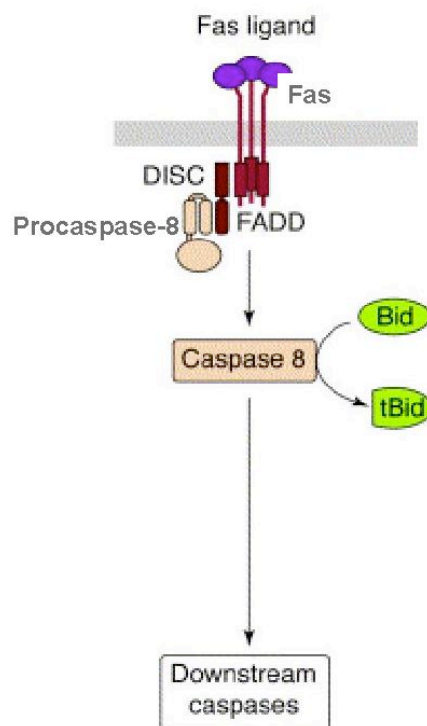 Fas ligand
Fas
DISC
Procaspase-8
FADD
Bid
Caspase 8
tBid
Downstream
caspases